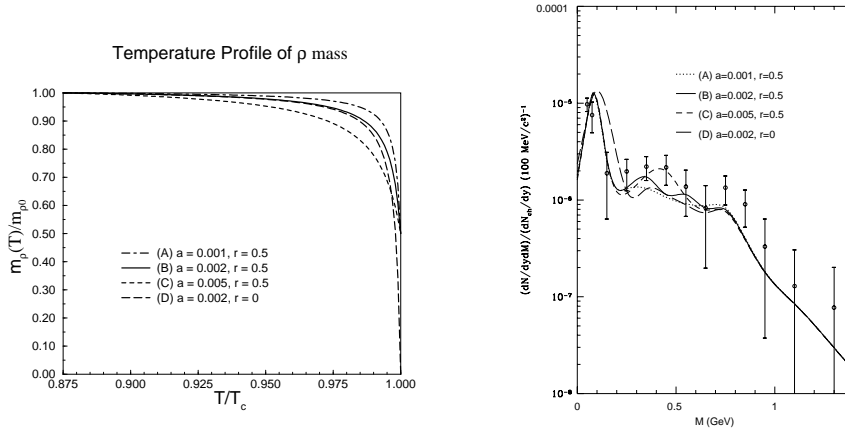 Temperature Profile of ρ mass
mρ(T)/mρ0
1.00
0.90
0.80
0.70
0.60
0.50
0.40
0.30
0.20
0.10
0.00
(A) a = 0.001, r = 0.5
(B) a = 0.002, r = 0.5
(C) a = 0.005, r = 0.5
(D) a = 0.002, r = 0
0.875 0.900 0.925 0.950 0.975 1.000
T/Tc
(dN/dydM)/(dNch/dy) (100 MeV/c²)⁻¹
0.0001
10⁻⁵
10⁻⁶
10⁻⁷
10⁻⁸
(A) a=0.001, r=0.5
(B) a=0.002, r=0.5
(C) a=0.005, r=0.5
(D) a=0.002, r=0
0 0.5 1
M (GeV)